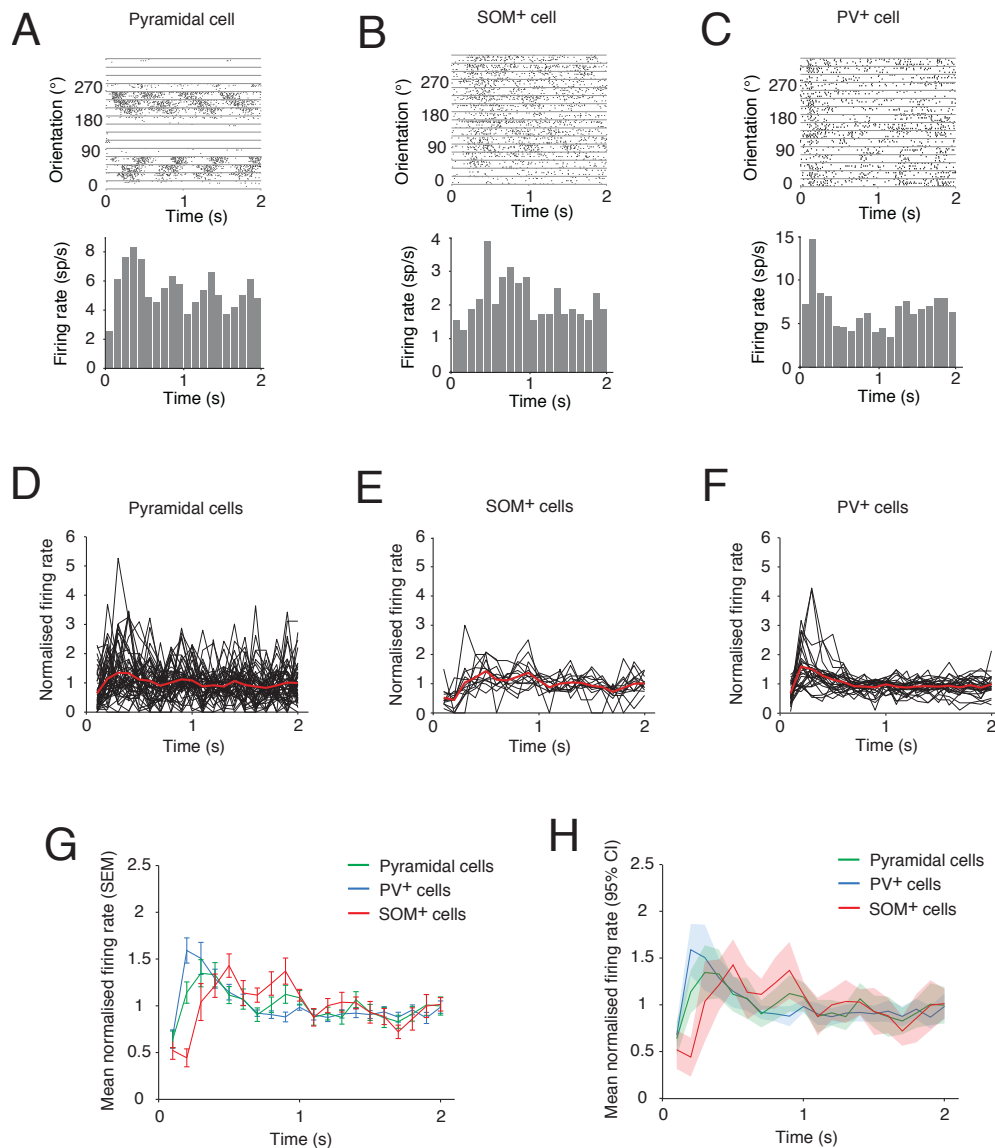 A
Pyramidal cell
Orientation (°)
270
180
90
0
0
1
2
Time (s)
Firing rate (sp/s)
8
6
4
2
0
0
1
2
Time (s)
B
SOM+ cell
Orientation (°)
270
180
90
0
0
1
2
Time (s)
Firing rate (sp/s)
4
3
2
1
0
0
1
2
Time (s)
C
PV+ cell
Orientation (°)
270
180
90
0
0
1
2
Time (s)
Firing rate (sp/s)
15
10
5
0
0
1
2
Time (s)
D
Pyramidal cells
Normalised firing rate
6
5
4
3
2
1
0
0
1
2
Time (s)
E
SOM+ cells
Normalised firing rate
6
5
4
3
2
1
0
0
1
2
Time (s)
F
PV+ cells
Normalised firing rate
6
5
4
3
2
1
0
0
1
2
Time (s)
G
Mean normalised firing rate (SEM)
2.5
2
1.5
1
0.5
0
0
1
2
Time (s)
Pyramidal cells
PV+ cells
SOM+ cells
H
Mean normalised firing rate (95% CI)
2.5
2
1.5
1
0.5
0
0
1
2
Time (s)
Pyramidal cells
PV+ cells
SOM+ cells